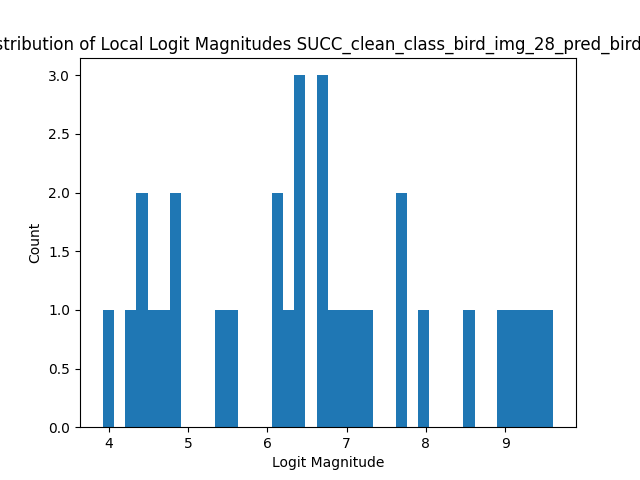 stribution of Local Logit Magnitudes SUCC_clean_class_bird_img_28_pred_bird
3.0
2.5
2.0
1.5
1.0
0.5
0.0
Count
4 5 6 7 8 9
Logit Magnitude